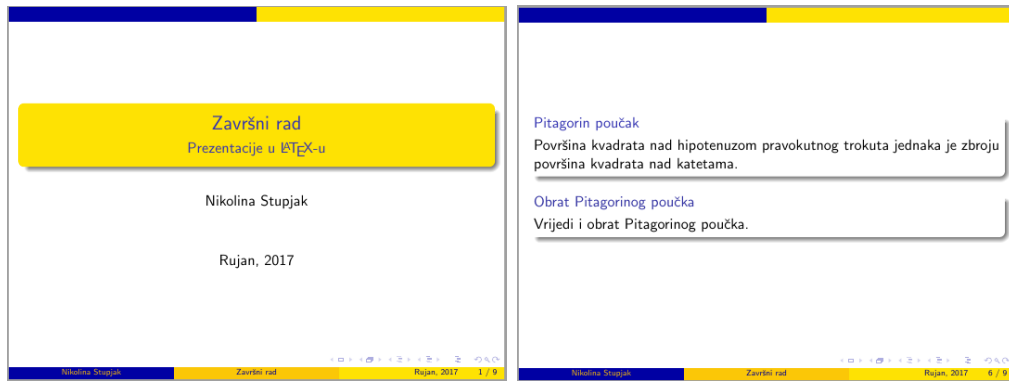 Završni rad
Prezentacije u LATEX-u
Nikolina Stupjak
Rujan, 2017
Nikolina Stupjak Završni rad Rujan, 2017 1 / 9
Pitagorin poučak
Površina kvadrata nad hipotenuzom pravokutnog trokuta jednaka je zbroju
površina kvadrata nad katetama.
Obrat Pitagorinog poučka
Vrijedi i obrat Pitagorinog poučka.
Nikolina Stupjak Završni rad Rujan, 2017 6 / 9